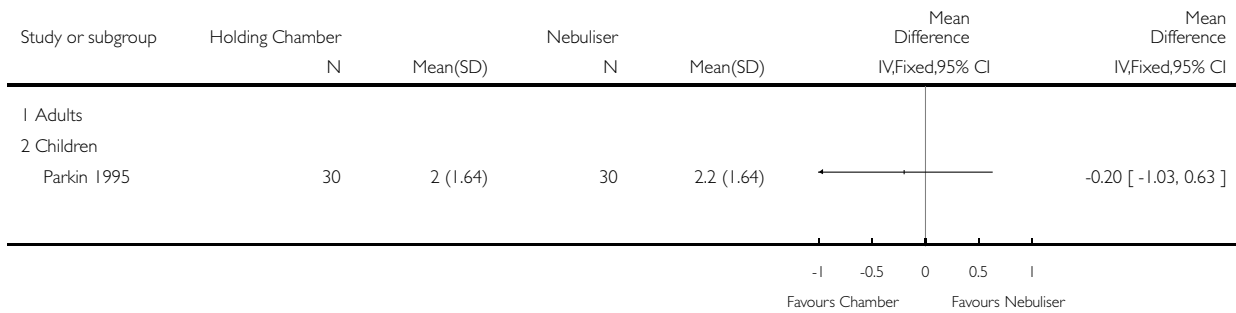 Mean Mean
Study or subgroup Holding Chamber Nebuliser Difference Difference
N Mean(SD) N Mean(SD) IV,Fixed,95% CI IV,Fixed,95% CI
1 Adults
2 Children
Parkin 1995 30 2 (1.64) 30 2.2 (1.64) -0.20 [ -1.03, 0.63 ]
-1 -0.5 0 0.5 1
Favours Chamber Favours Nebuliser